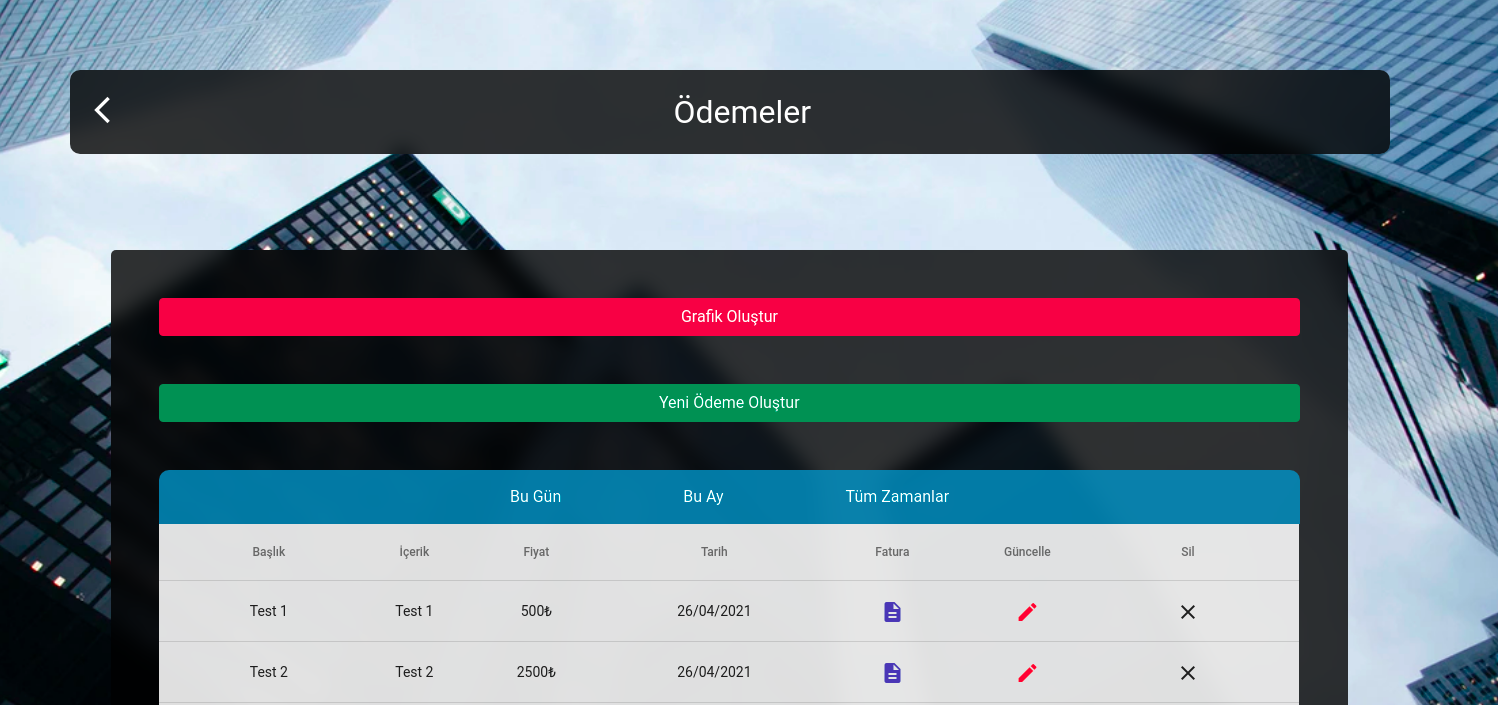 Ödemeler
Grafik Oluştur
Yeni Ödeme Oluştur
Bu Gün Bu Ay Tüm Zamanlar
Başlık İçerik Fiyat Tarih Fatura Güncelle Sil
Test 1 Test 1 500₺ 26/04/2021
Test 2 Test 2 2500₺ 26/04/2021